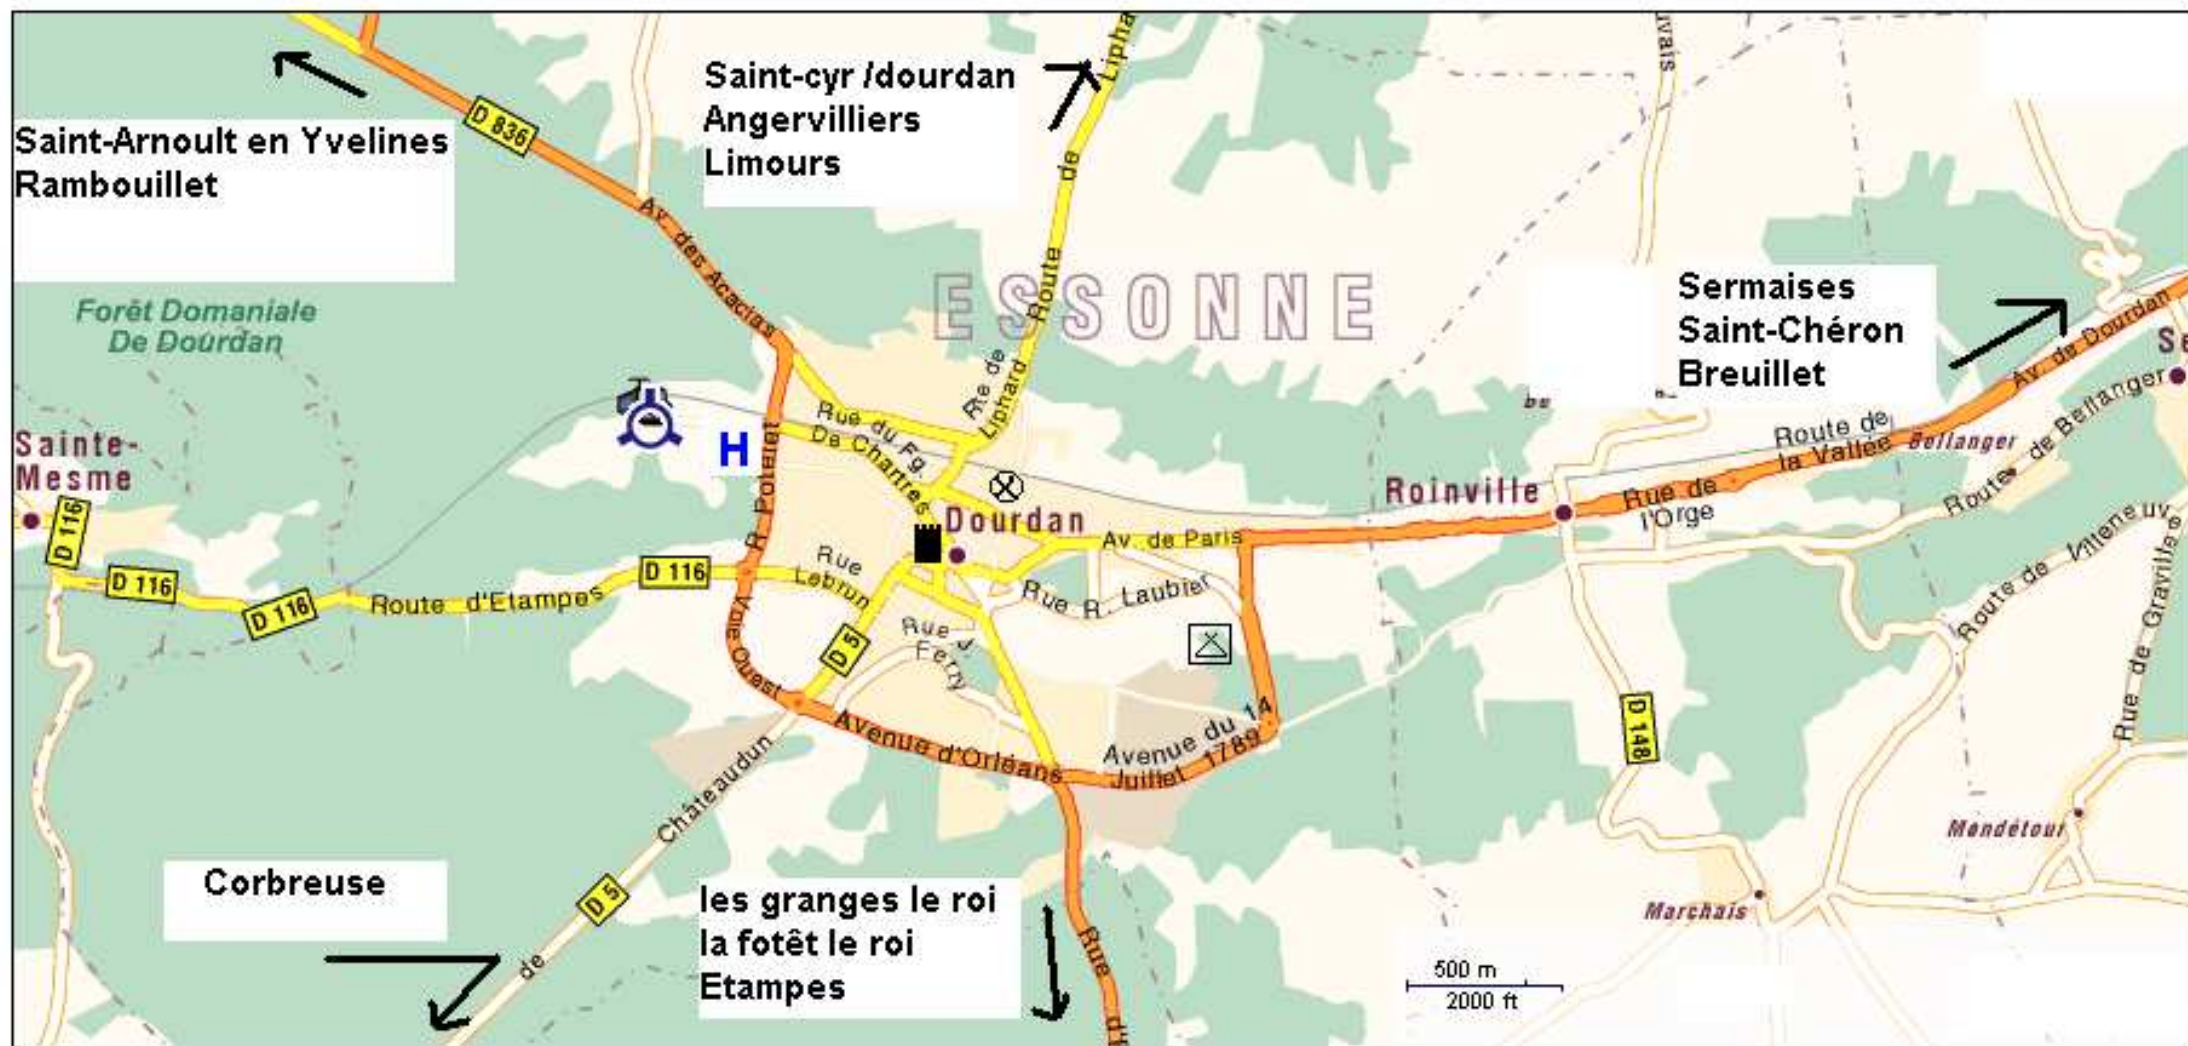 Saint-Arnoult en Yvelines
Rambouillet
D 836
Saint-cyr /dourdan
Angervilliers
Limours
Route de Lipha
uvais
Av. des Acacias
ESSONNE
Forêt Domaniale
De Dourdan
Sermaises
Saint-Chéron
Breuillet
Av. de Dourdan
Se
Rte de
Liphard
H
Rue du Fg.
De Chartres
R Poterret
Sainte-
Mesme
D 116
D 116
D 116
Route d'Etampes
D 116
Rue
Lebrun
Dourdan
Av. de Paris
Rue R. Laubier
Roinville
Rue de
l'Orge
Route de
la Vallée
Bellanger
Route de Bellanger
Route de
Rue de Graville
Voie Ouest
D 5
Rue J
Ferry
Avenue d'Orléans
Avenue du 14
Juillet 1789
D 148
Mondétour
Marchais
Châteaudun
D 5
de
Corbreuse
les granges le roi
la fotêt le roi
Etampes
Rue d'
500 m
2000 ft